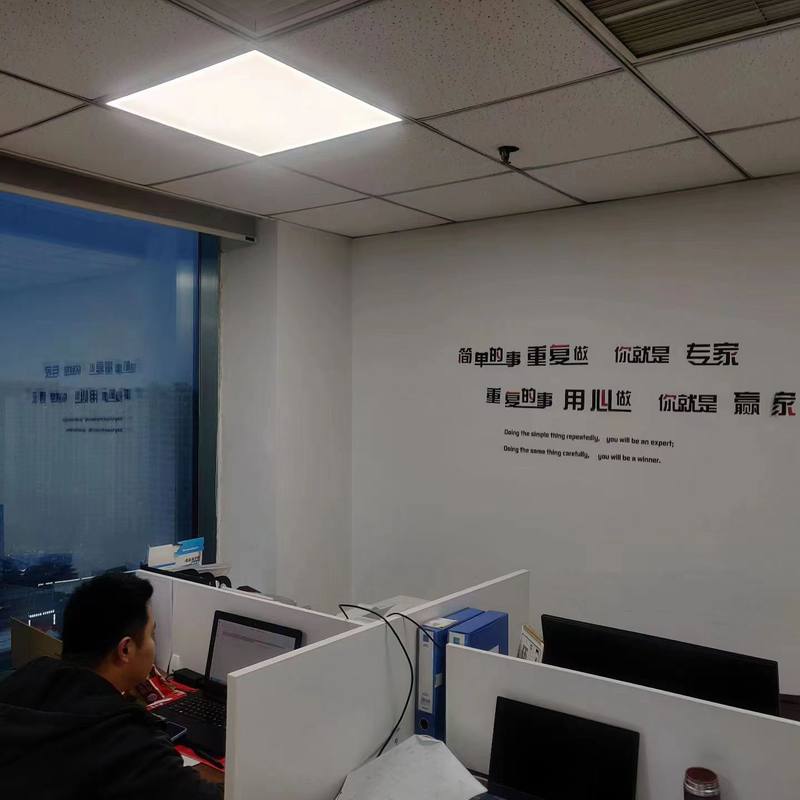 简单的事重复做 你就是 专家
重复的事 用心做 你就是 赢家
Doing the simple thing repeatedly, you will be an expert;
Doing the same thing carefully, you will be a winner.